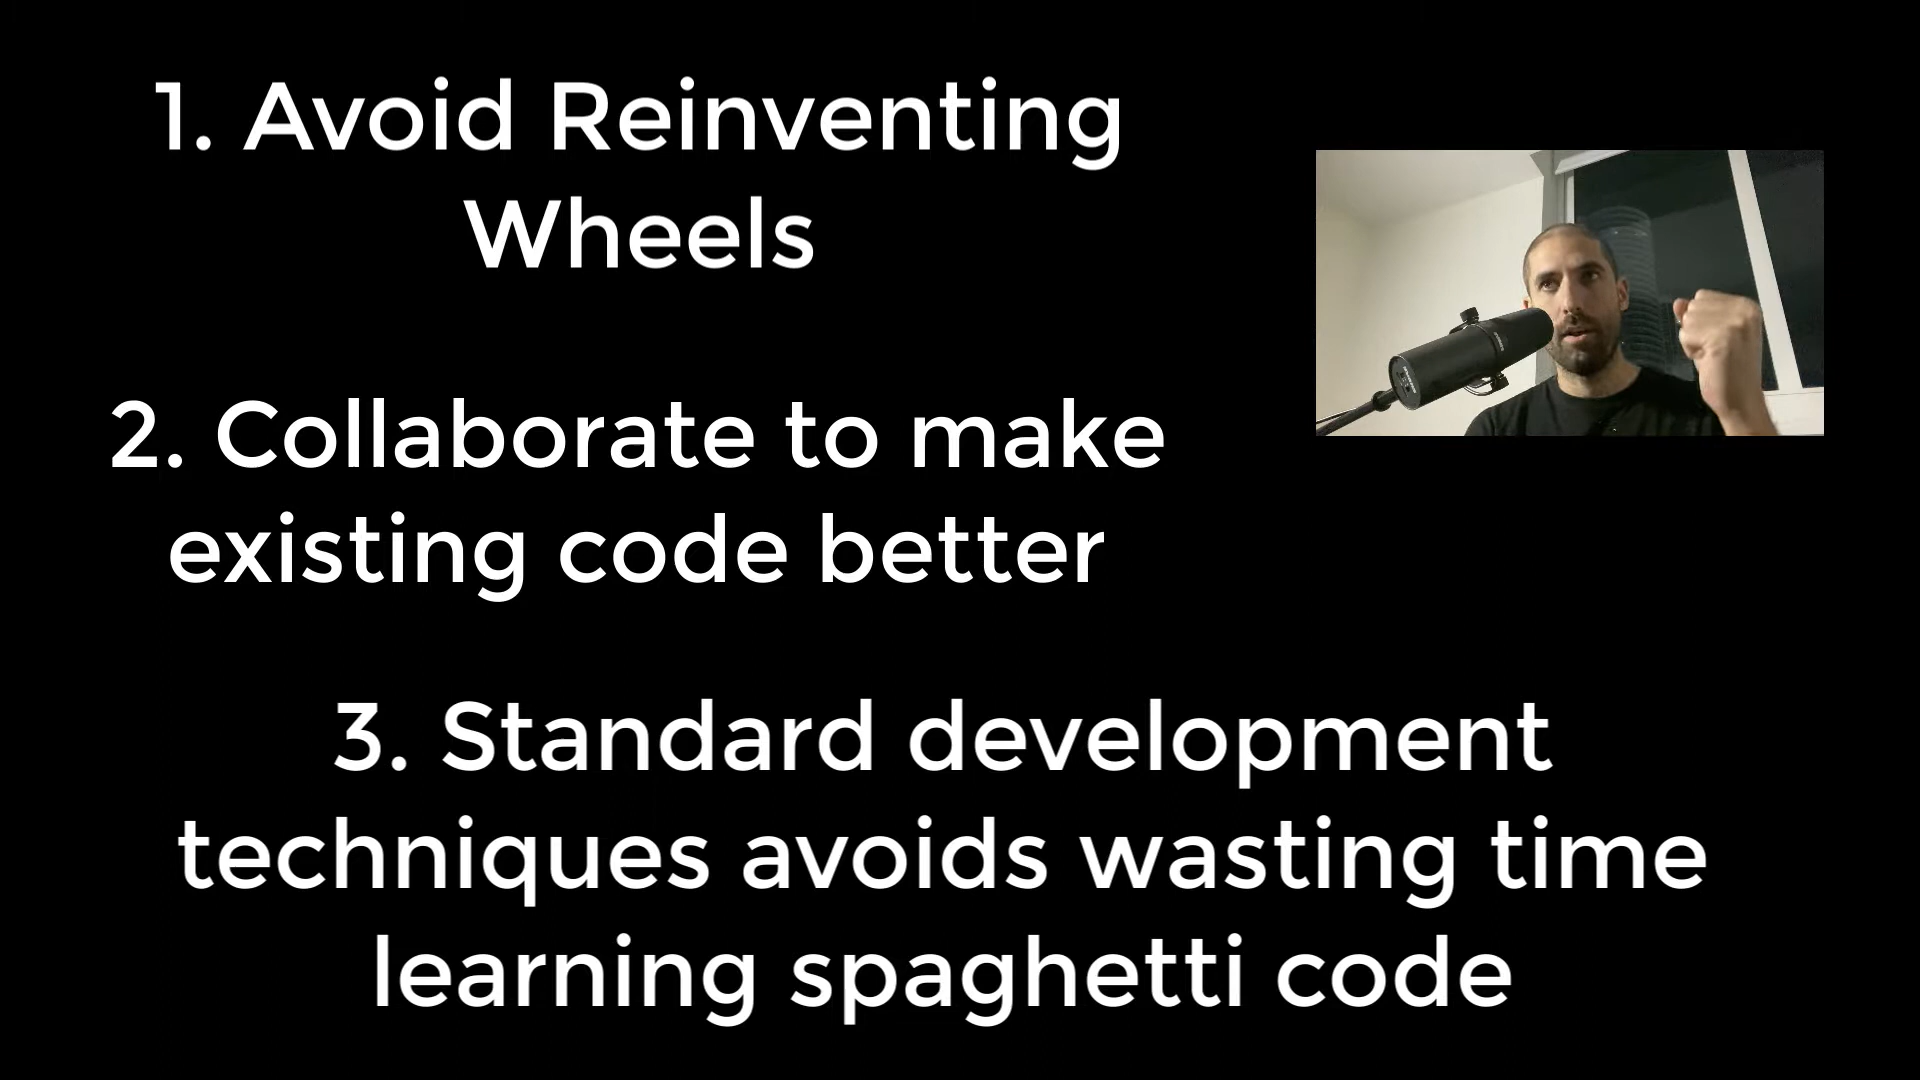 1. Avoid Reinventing
Wheels
2. Collaborate to make
existing code better
3. Standard development
techniques avoids wasting time
learning spaghetti code